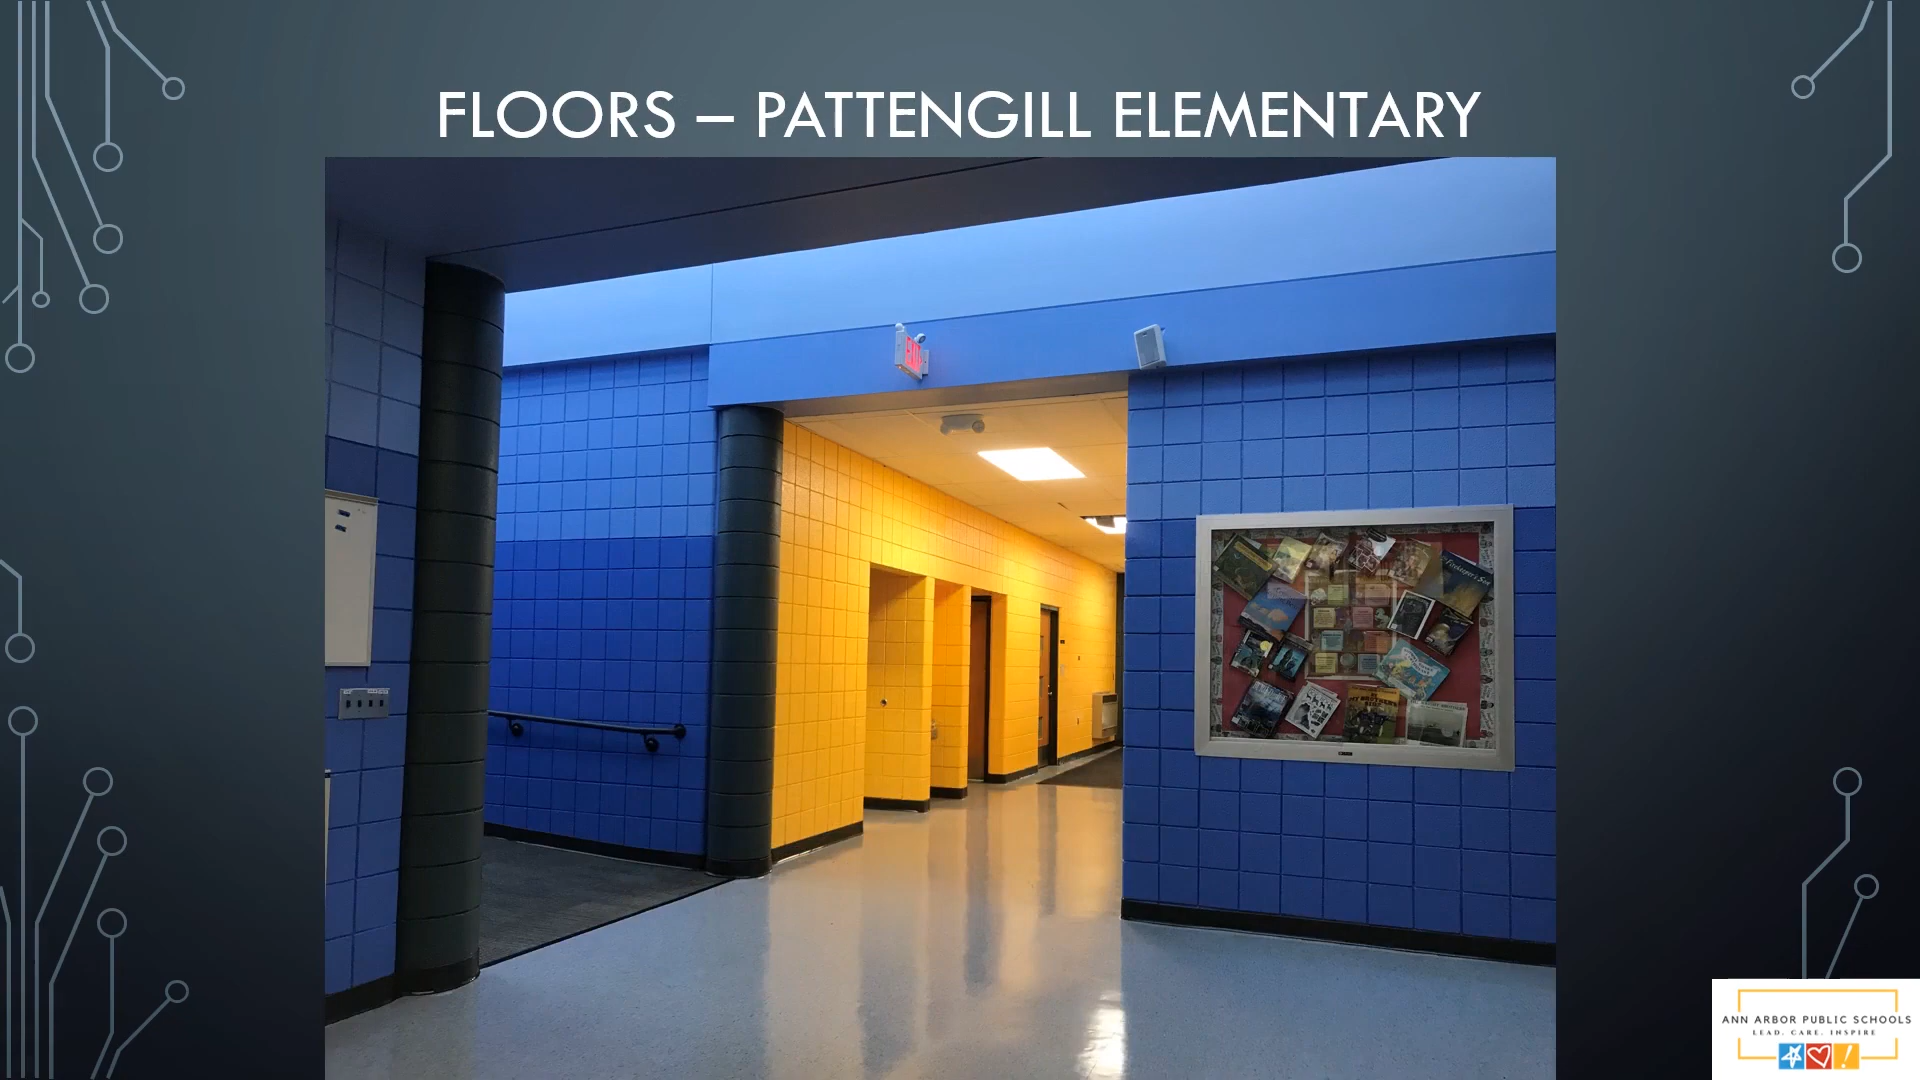 FLOORS – PATTENGILL ELEMENTARY
EXIT
ANN ARBOR PUBLIC SCHOOLS
LEAD. CARE. INSPIRE